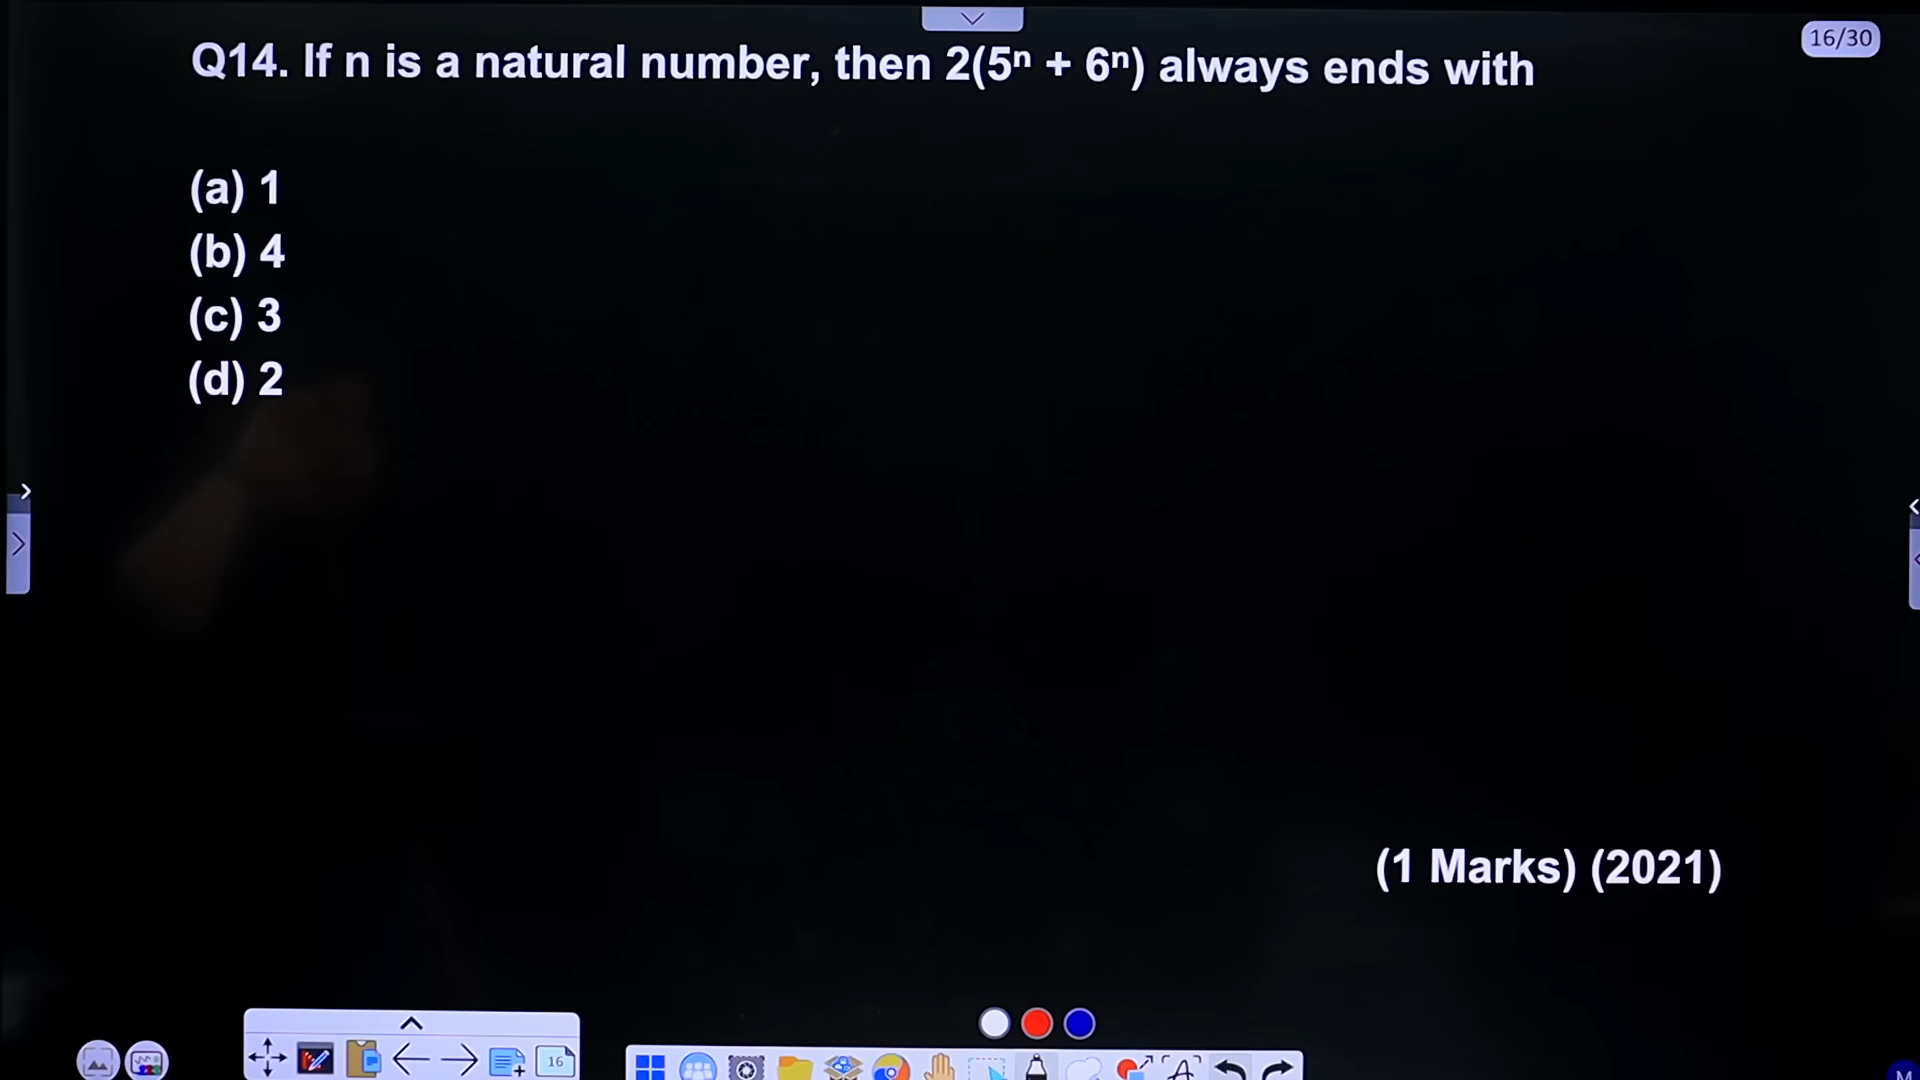 16/30
Q14. If n is a natural number, then 2(5ⁿ + 6ⁿ) always ends with
(a) 1
(b) 4
(c) 3
(d) 2
(1 Marks) (2021)
16
M